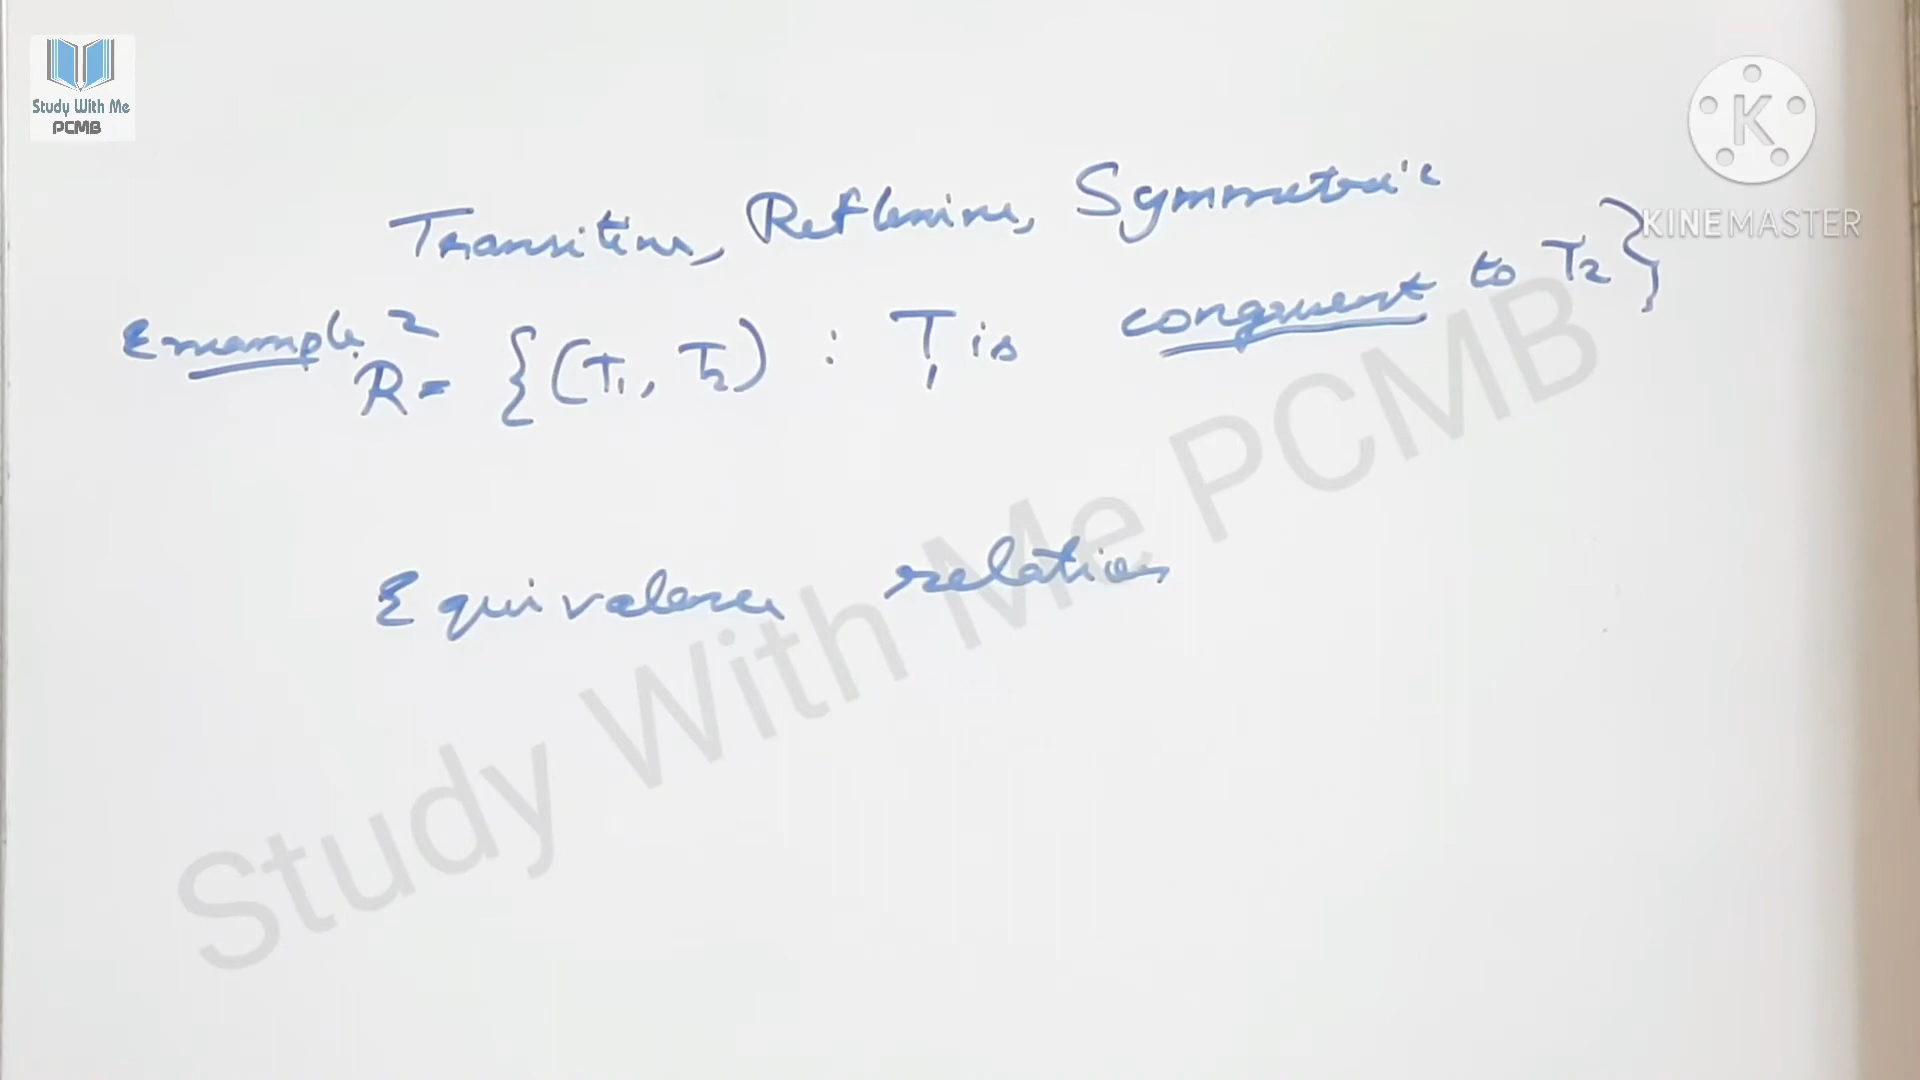 Study With Me
PCMB
K
KINEMASTER
Transitive, Reflexive, Symmetric
Example 2
R = {(T₁, T₂) : T₁ is congruent to T₂}
Equivalence relation
Study With Me PCMB